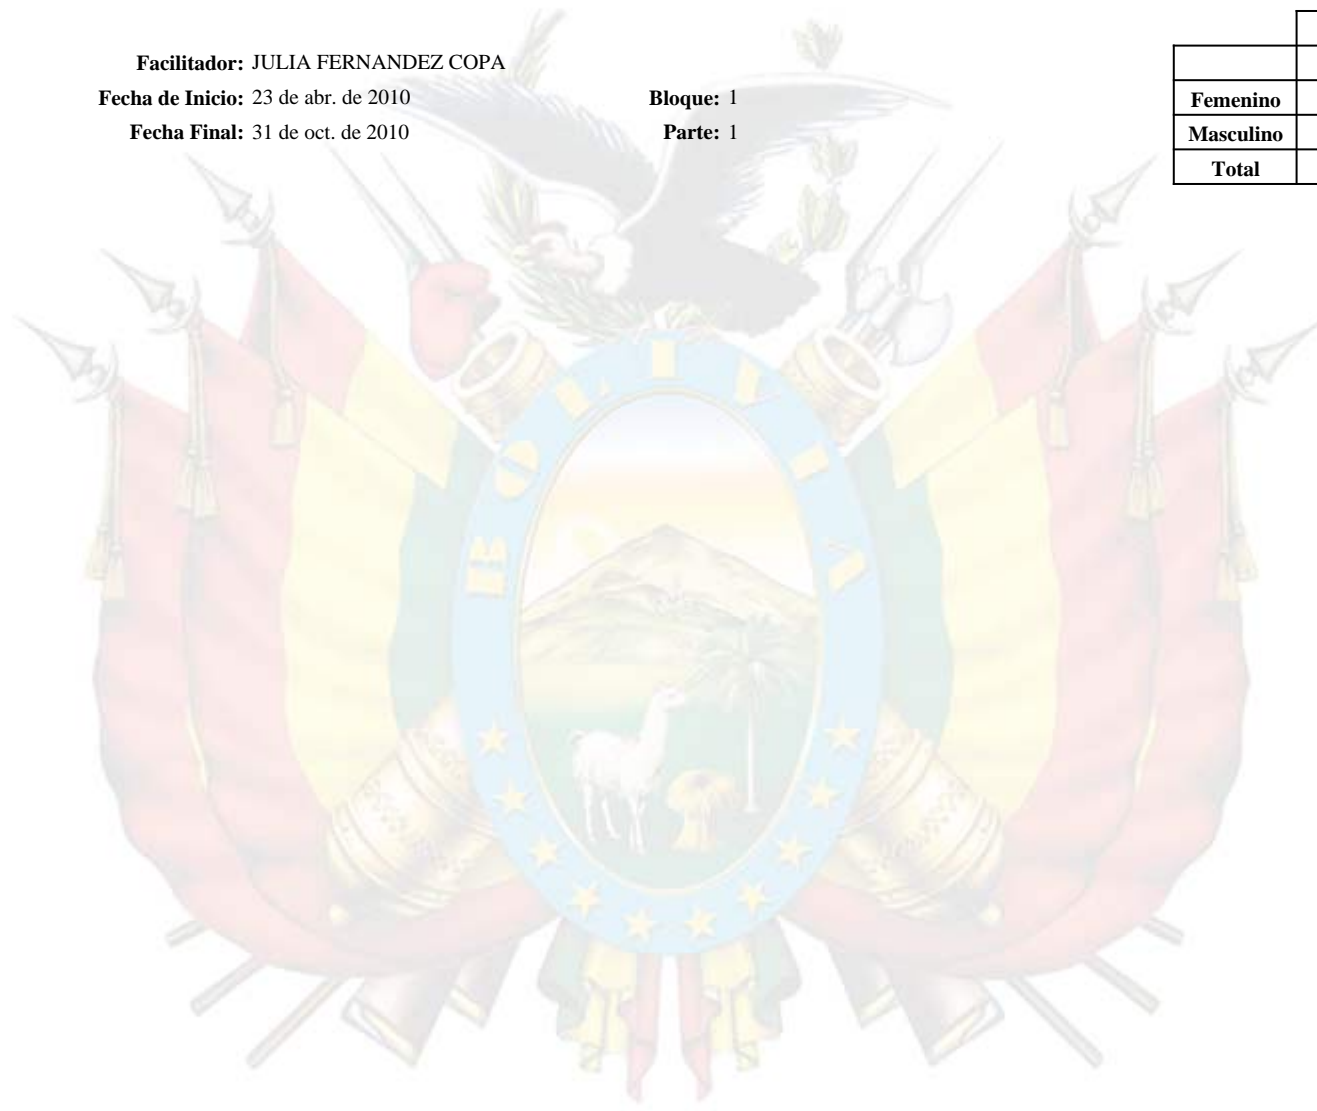 Facilitador: JULIA FERNANDEZ COPA
Fecha de Inicio: 23 de abr. de 2010 Bloque: 1
Fecha Final: 31 de oct. de 2010 Parte: 1
Femenino
Masculino
Total
BOLIVIA